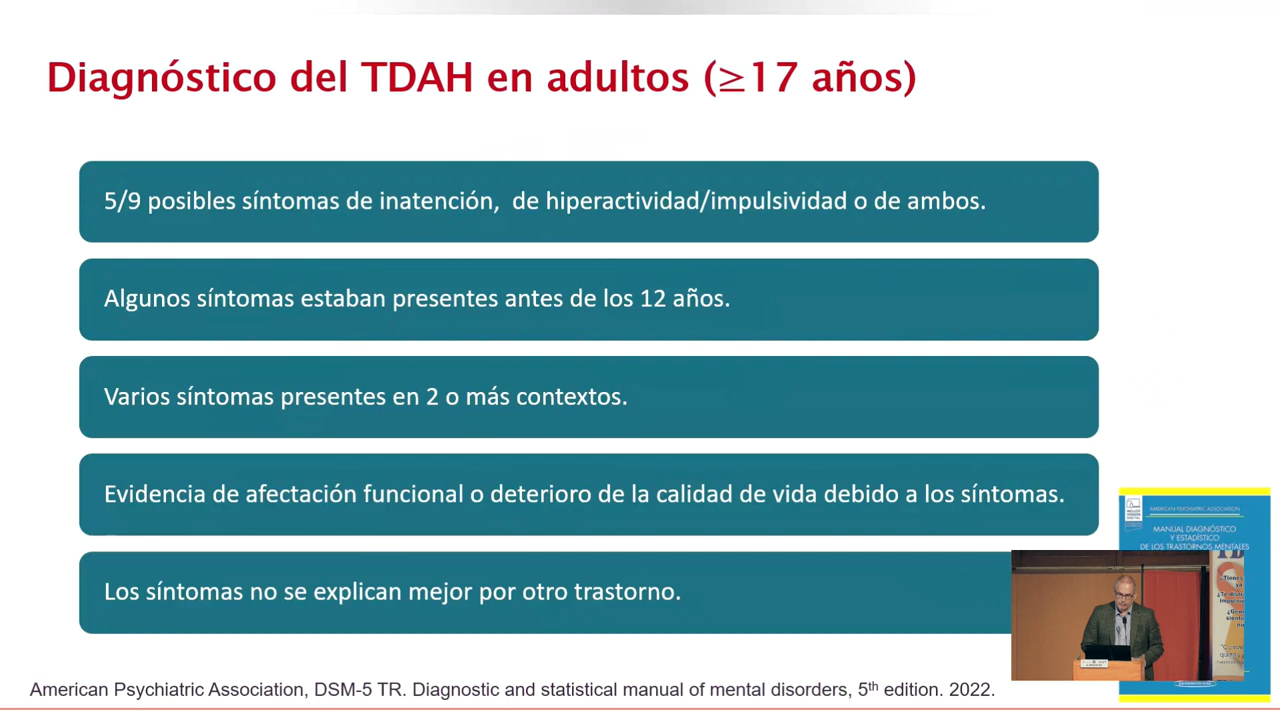 Diagnóstico del TDAH en adultos (≥17 años)
5/9 posibles síntomas de inatención,  de hiperactividad/impulsividad o de ambos.
Algunos síntomas estaban presentes antes de los 12 años.
Varios síntomas presentes en 2 o más contextos.
Evidencia de afectación funcional o deterioro de la calidad de vida debido a los síntomas.
Los síntomas no se explican mejor por otro trastorno.
AMERICAN PSYCHIATRIC ASSOCIATION
MANUAL DIAGNÓSTICO
Y ESTADÍSTICO
DE LOS TRASTORNOS MENTALES
¿Tienes
ya
American Psychiatric Association, DSM-5 TR. Diagnostic and statistical manual of mental disorders, 5th edition. 2022.